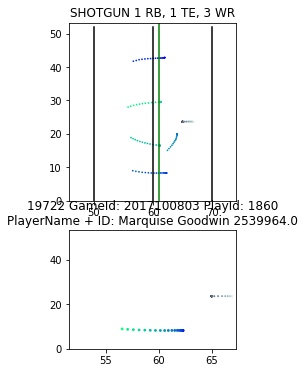 SHOTGUN 1 RB, 1 TE, 3 WR
50
40
30
20
10
0
50 60 70
19722 GameId: 2017100803 PlayId: 1860
PlayerName + ID: Marquise Goodwin 2539964.0
40
20
0
55 60 65